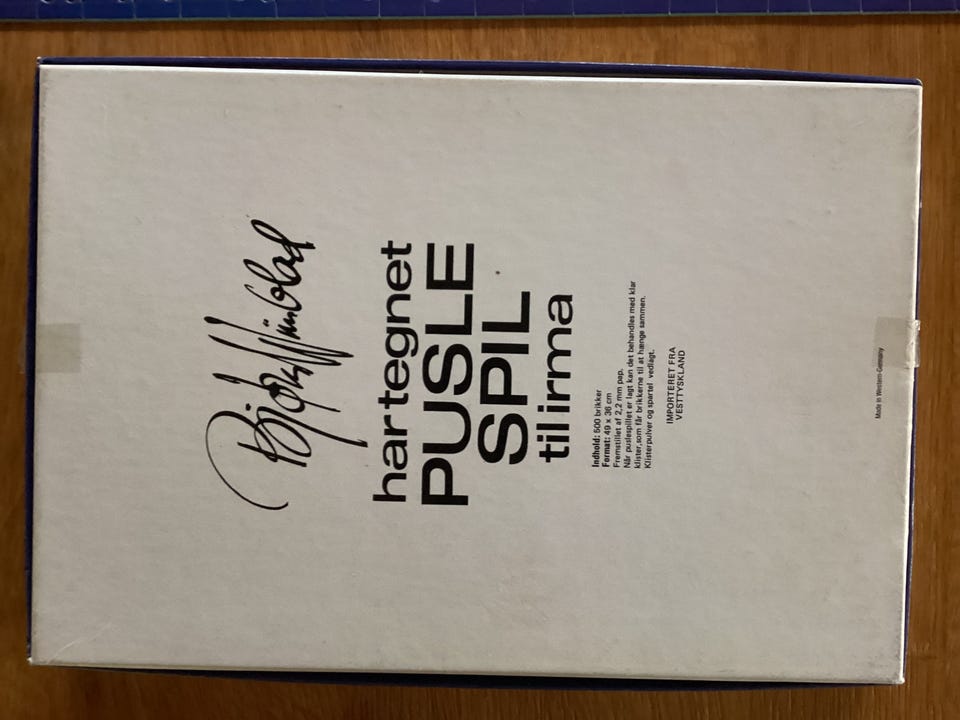 Bjørn Wiinblad
har tegnet
PUSLE
SPIL
til irma
Indhold: 500 brikker
Format: 49 x 36 cm
Fremstillet af 2,2 mm pap.
Når puslespillet er lagt kan det behandles med klar
klister, som får brikkerne til at hænge sammen.
Klisterpulver og spartel vedlagt.
IMPORTERET FRA
VESTTYSKLAND
Made in Western-Germany